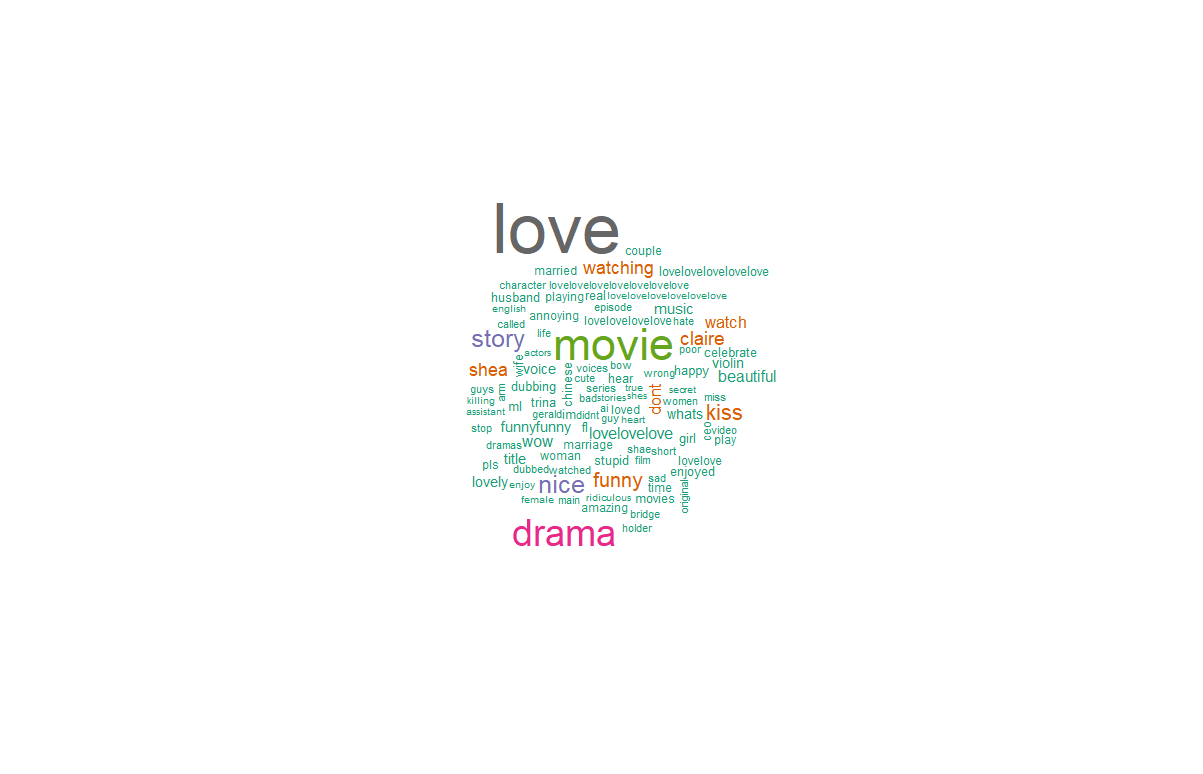 love
couple
married watching lovelovelovelovelove
character lovelovelovelovelovelove
husband playing real lovelovelovelovelovelovelove
english episode music
called annoying lovelovelovelove hate watch
story life movie claire
actors poor celebrate
shea wife voice chinese voices bow violin
cute hear wrong happy beautiful
guys arm dubbing series true dont secret
killing ml trina bad stories shes women miss
assistant gerald im didnt ai loved whats kiss
guy heart
stop funnyfunny fl lovelovelove girl ceo video
dramas wow marriage shae short play
pls title woman stupid film lovelove
dubbed watched enjoyed
lovely enjoy nice funny sad time original
female main ridiculous movies
amazing bridge
drama holder